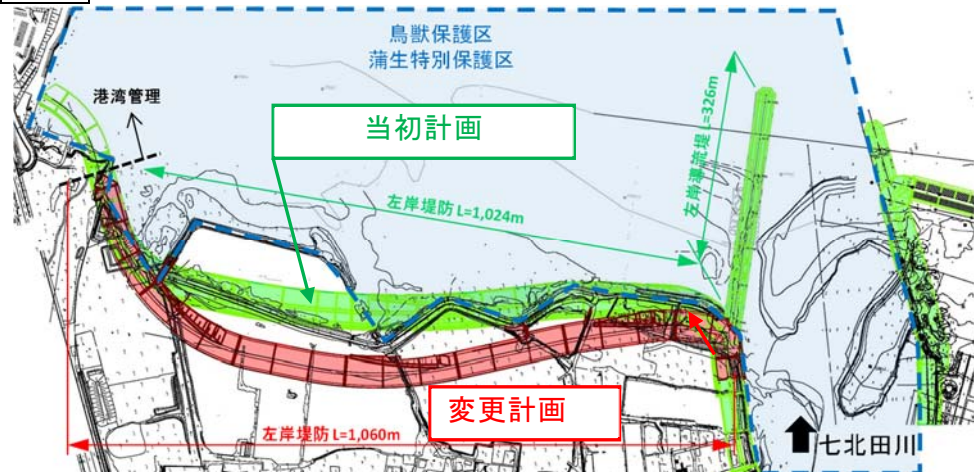 鳥獣保護区
蒲生特別保護区
港湾管理
当初計画
左岸堤防 L=1,024m
左岸導流堤 L=326m
変更計画
左岸堤防 L=1,060m
七北田川